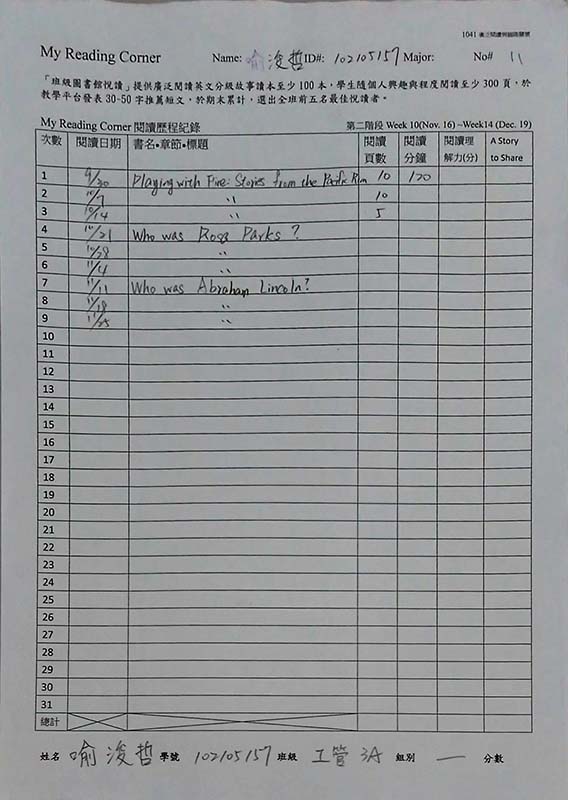 1041 廣泛閱讀
My Reading Corner Name: 喻浚哲 ID#: 102105157 Major: No# 11
「班級圖書館悅讀」提供廣泛閱讀英文分級故事讀本至少 100 本,學生隨個人興趣與程度閱讀至少 300 頁,於
教學平台發表 30-50 字推薦短文,於期末累計,選出全班前五名最佳悅讀者。
My Reading Corner 閱讀歷程紀錄 第二階段 Week 10(Nov. 16) –Week14 (Dec. 19)
次數 閱讀日期 書名•章節•標題 閱讀頁數 閱讀分鐘 閱讀理解力(分) A Story to Share
1 9/30 Playing with Fire: Stories from the Pacific Rim 10 120
2 10/7 〃 10
3 10/14 〃 5
4 10/21 Who was Rosa Parks?
5 10/28 〃
6 11/4 〃
7 11/11 Who was Abraham Lincoln?
8 11/18 〃
9 11/25 〃
10
11
12
13
14
15
16
17
18
19
20
21
22
23
24
25
26
27
28
29
30
31
總計
姓名 喻浚哲 學號 102105157 班級 工管 3A 組別 一 分數